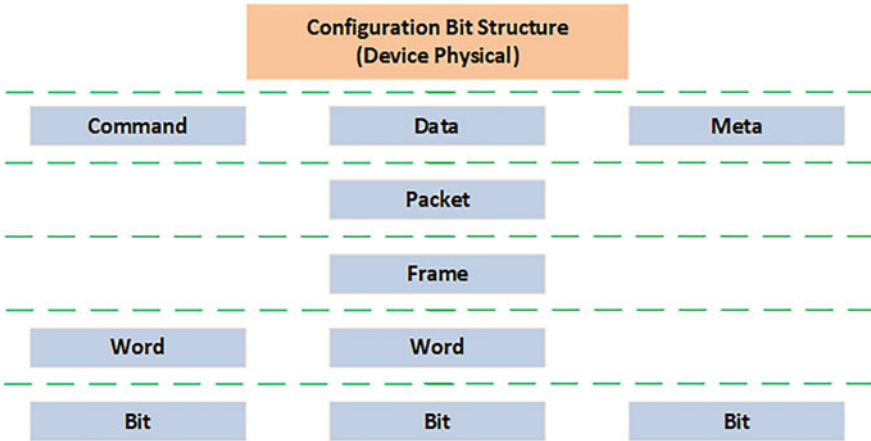 Configuration Bit Structure
(Device Physical)
Command Data Meta
Packet
Frame
Word Word
Bit Bit Bit